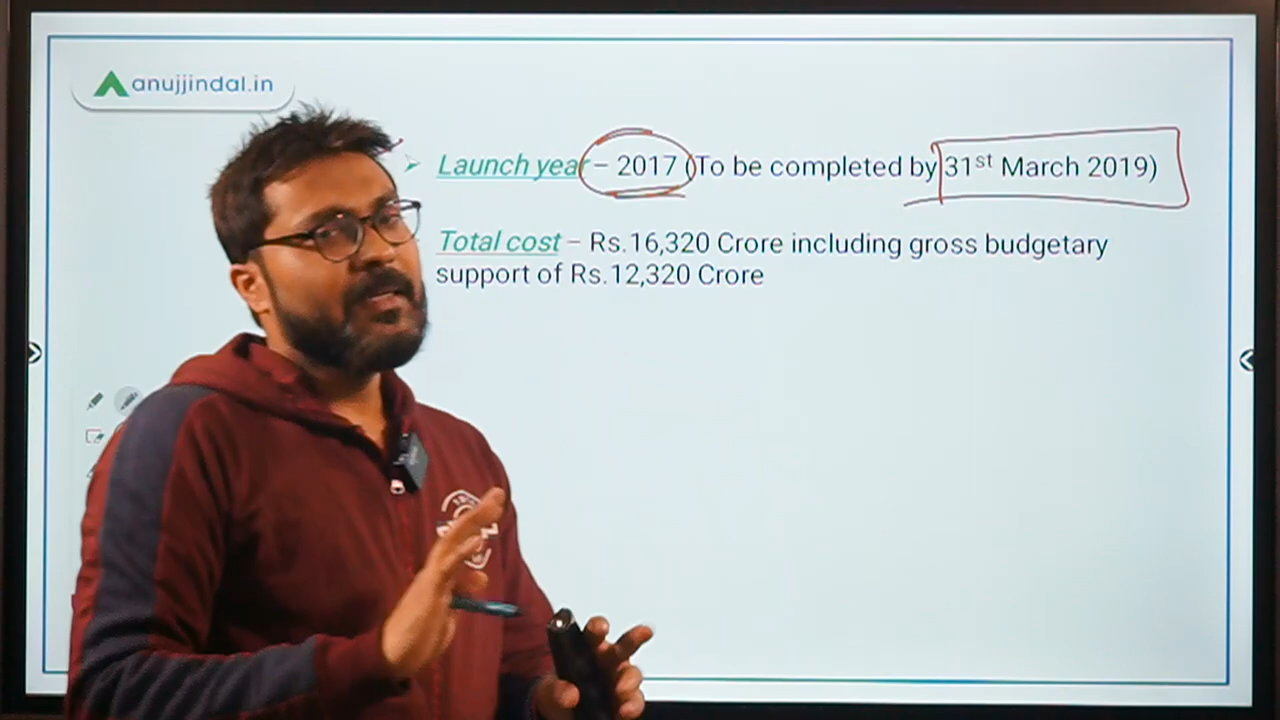 anujjindal.in
Launch year – 2017 (To be completed by 31st March 2019)
Total cost – Rs.16,320 Crore including gross budgetary
support of Rs.12,320 Crore